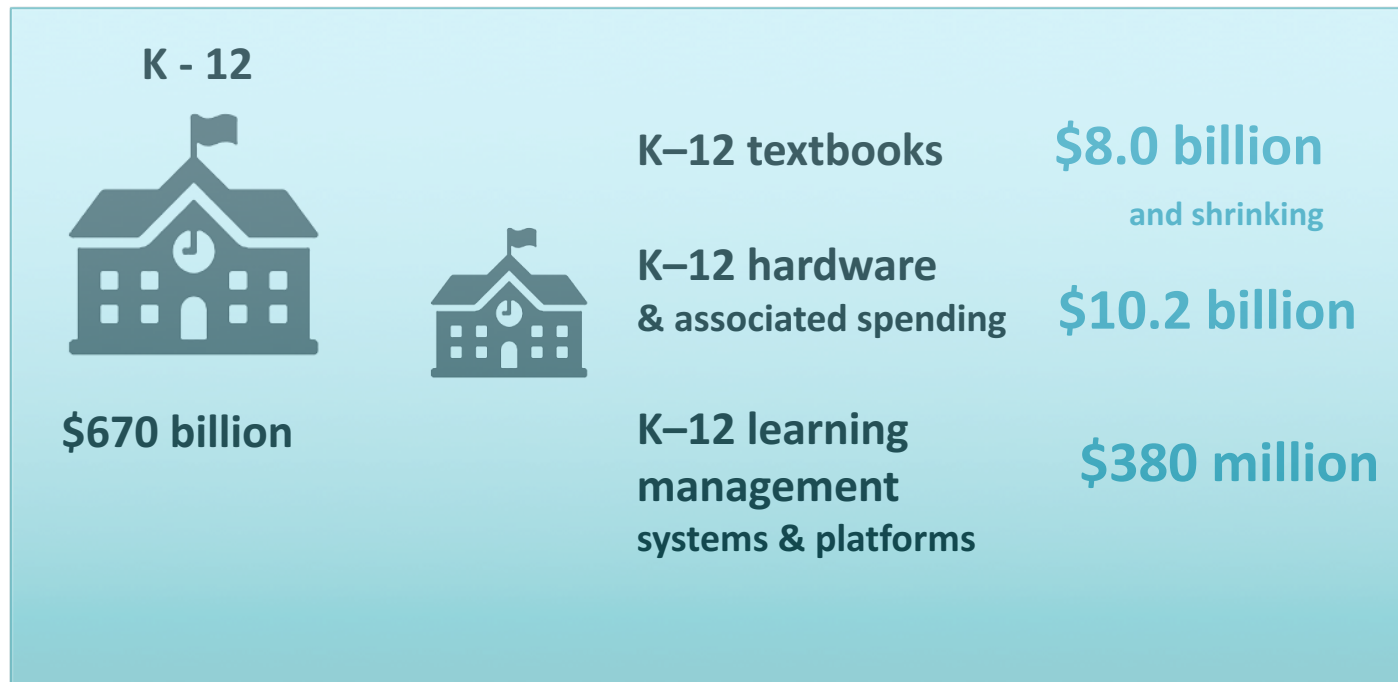 K - 12
$670 billion
K–12 textbooks
$8.0 billion
and shrinking
K–12 hardware
& associated spending
$10.2 billion
K–12 learning
management
systems & platforms
$380 million